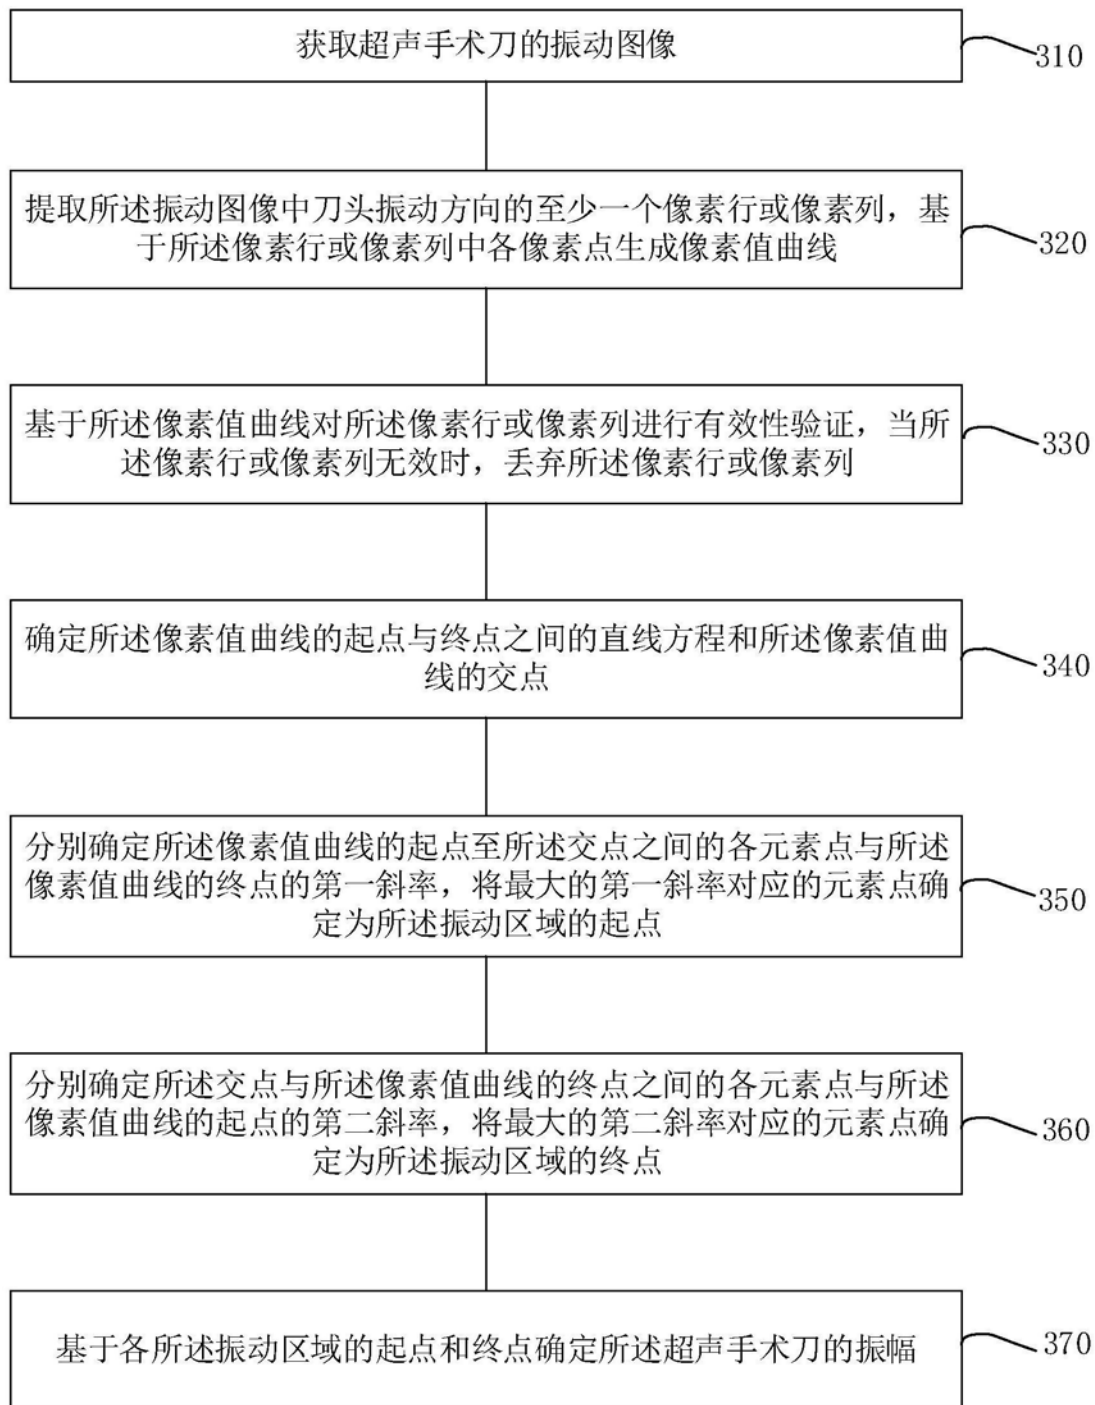 获取超声手术刀的振动图像
310
提取所述振动图像中刀头振动方向的至少一个像素行或像素列，基
于所述像素行或像素列中各像素点生成像素值曲线
320
基于所述像素值曲线对所述像素行或像素列进行有效性验证，当所
述像素行或像素列无效时，丢弃所述像素行或像素列
330
确定所述像素值曲线的起点与终点之间的直线方程和所述像素值曲
线的交点
340
分别确定所述像素值曲线的起点至所述交点之间的各元素点与所述
像素值曲线的终点的第一斜率，将最大的第一斜率对应的元素点确
定为所述振动区域的起点
350
分别确定所述交点与所述像素值曲线的终点之间的各元素点与所述
像素值曲线的起点的第二斜率，将最大的第二斜率对应的元素点确
定为所述振动区域的终点
360
基于各所述振动区域的起点和终点确定所述超声手术刀的振幅
370